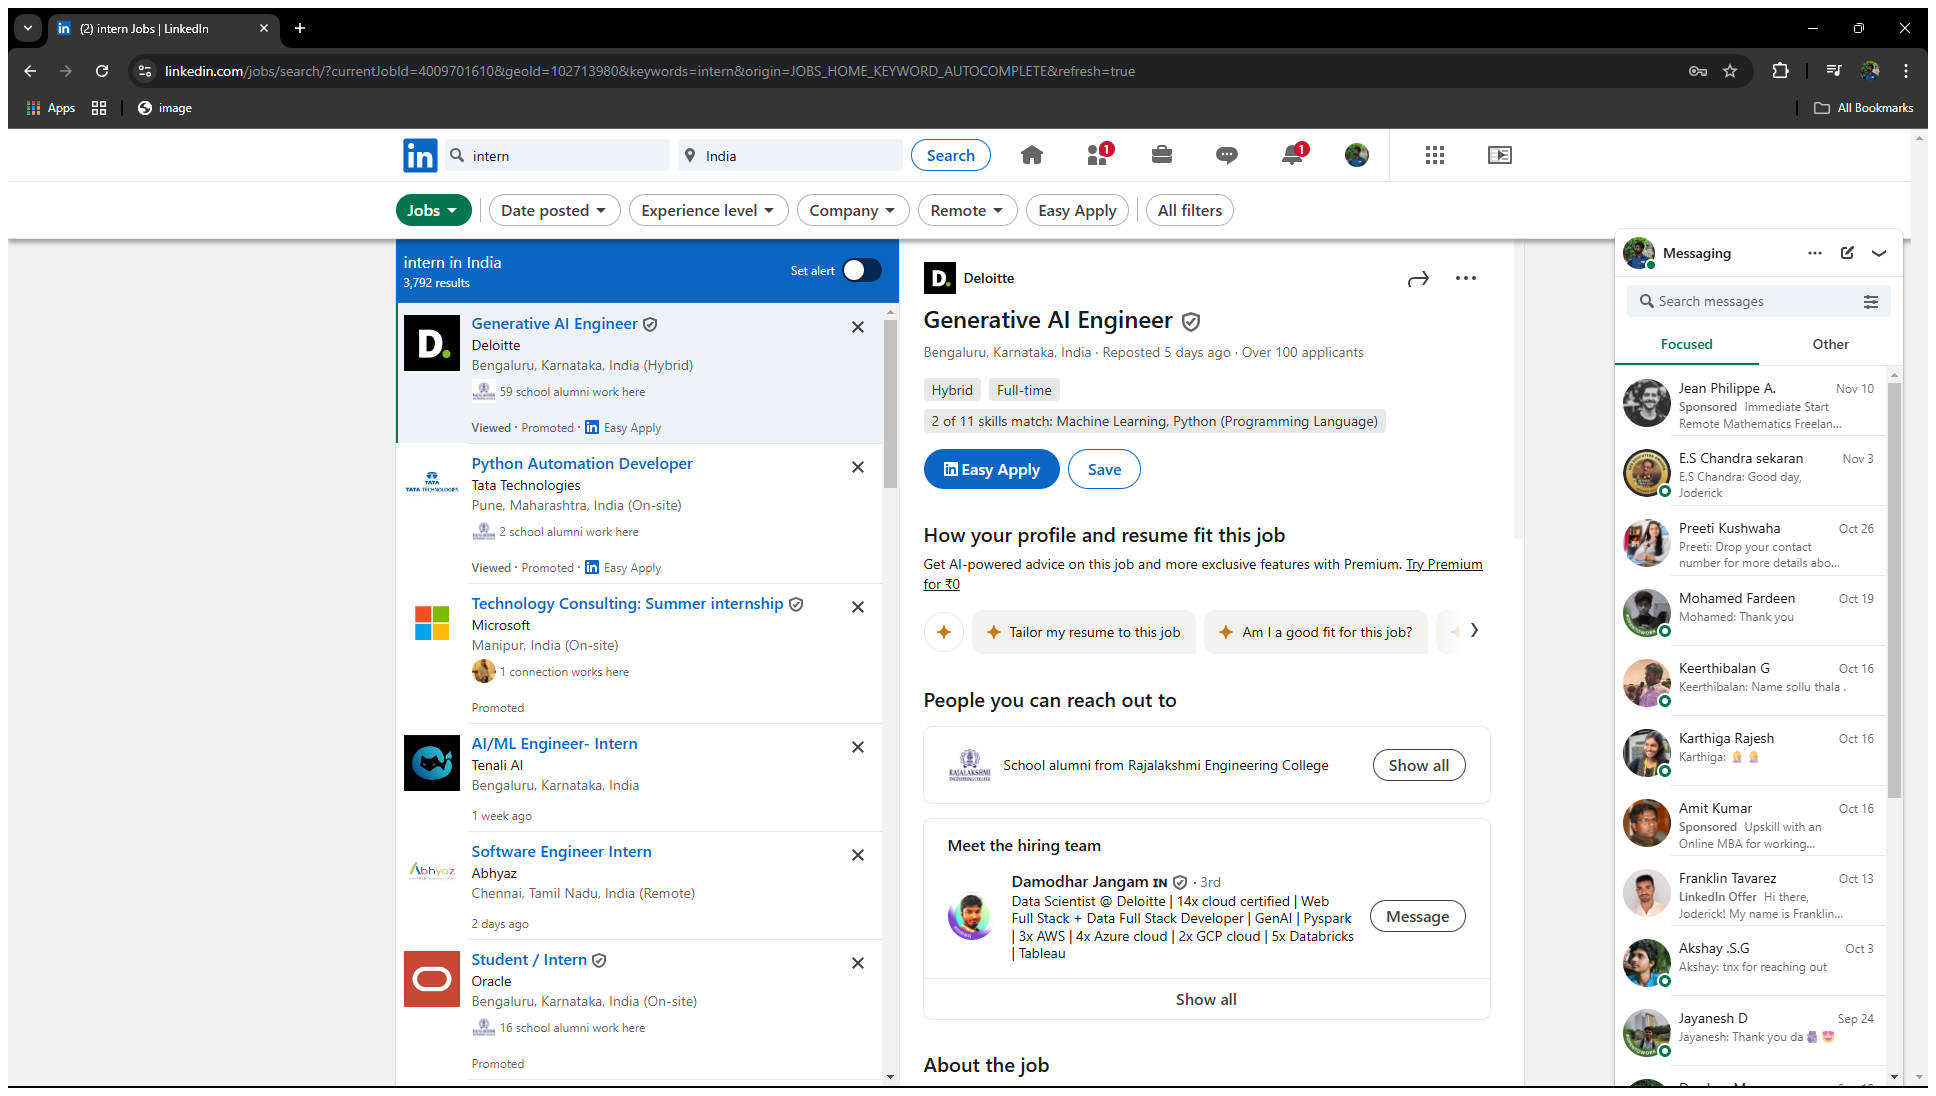 (2) intern Jobs | LinkedIn
linkedin.com/jobs/search/?currentJobId=4009701610&geoId=102713980&keywords=intern&origin=JOBS_HOME_KEYWORD_AUTOCOMPLETE&refresh=true
Apps
image
All Bookmarks
in
intern
India
Search
1
1
Jobs
Date posted
Experience level
Company
Remote
Easy Apply
All filters
intern in India
3,792 results
Set alert
D.
Generative AI Engineer
Deloitte
Bengaluru, Karnataka, India (Hybrid)
59 school alumni work here
Viewed · Promoted · in Easy Apply
TATA
TATA TECHNOLOGIES
Python Automation Developer
Tata Technologies
Pune, Maharashtra, India (On-site)
2 school alumni work here
Viewed · Promoted · in Easy Apply
Technology Consulting: Summer internship
Microsoft
Manipur, India (On-site)
1 connection works here
Promoted
AI/ML Engineer- Intern
Tenali AI
Bengaluru, Karnataka, India
1 week ago
Abhyaz
Software Engineer Intern
Abhyaz
Chennai, Tamil Nadu, India (Remote)
2 days ago
Student / Intern
Oracle
Bengaluru, Karnataka, India (On-site)
16 school alumni work here
Promoted
D.
Deloitte
Generative AI Engineer
Bengaluru, Karnataka, India · Reposted 5 days ago · Over 100 applicants
Hybrid
Full-time
2 of 11 skills match: Machine Learning, Python (Programming Language)
in Easy Apply
Save
How your profile and resume fit this job
Get AI-powered advice on this job and more exclusive features with Premium. Try Premium
for ₹0
Tailor my resume to this job
Am I a good fit for this job?
People you can reach out to
RAJALAKSHMI
ENGINEERING COLLEGE
School alumni from Rajalakshmi Engineering College
Show all
Meet the hiring team
Damodhar Jangam IN · 3rd
Data Scientist @ Deloitte | 14x cloud certified | Web
Full Stack + Data Full Stack Developer | GenAI | Pyspark
| 3x AWS | 4x Azure cloud | 2x GCP cloud | 5x Databricks
| Tableau
Message
Show all
About the job
Messaging
Search messages
Focused
Other
Jean Philippe A.
Nov 10
Sponsored Immediate Start
Remote Mathematics Freelan...
E.S Chandra sekaran
Nov 3
E.S Chandra: Good day,
Joderick
Preeti Kushwaha
Oct 26
Preeti: Drop your contact
number for more details abo...
Mohamed Fardeen
Oct 19
Mohamed: Thank you
Keerthibalan G
Oct 16
Keerthibalan: Name sollu thala .
Karthiga Rajesh
Oct 16
Karthiga:
Amit Kumar
Oct 16
Sponsored Upskill with an
Online MBA for working...
Franklin Tavarez
Oct 13
LinkedIn Offer Hi there,
Joderick! My name is Franklin...
Akshay .S.G
Oct 3
Akshay: tnx for reaching out
Jayanesh D
Sep 24
Jayanesh: Thank you da